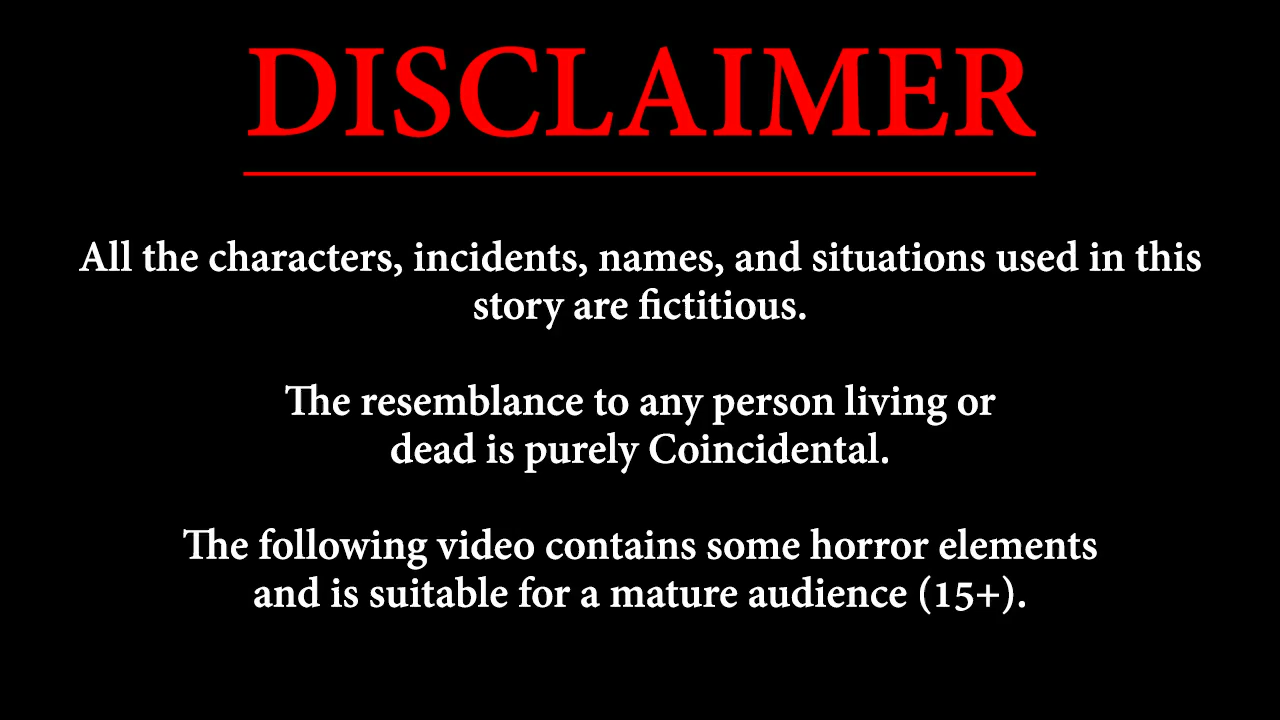 DISCLAIMER
All the characters, incidents, names, and situations used in this
story are fictitious.
The resemblance to any person living or
dead is purely Coincidental.
The following video contains some horror elements
and is suitable for a mature audience (15+).